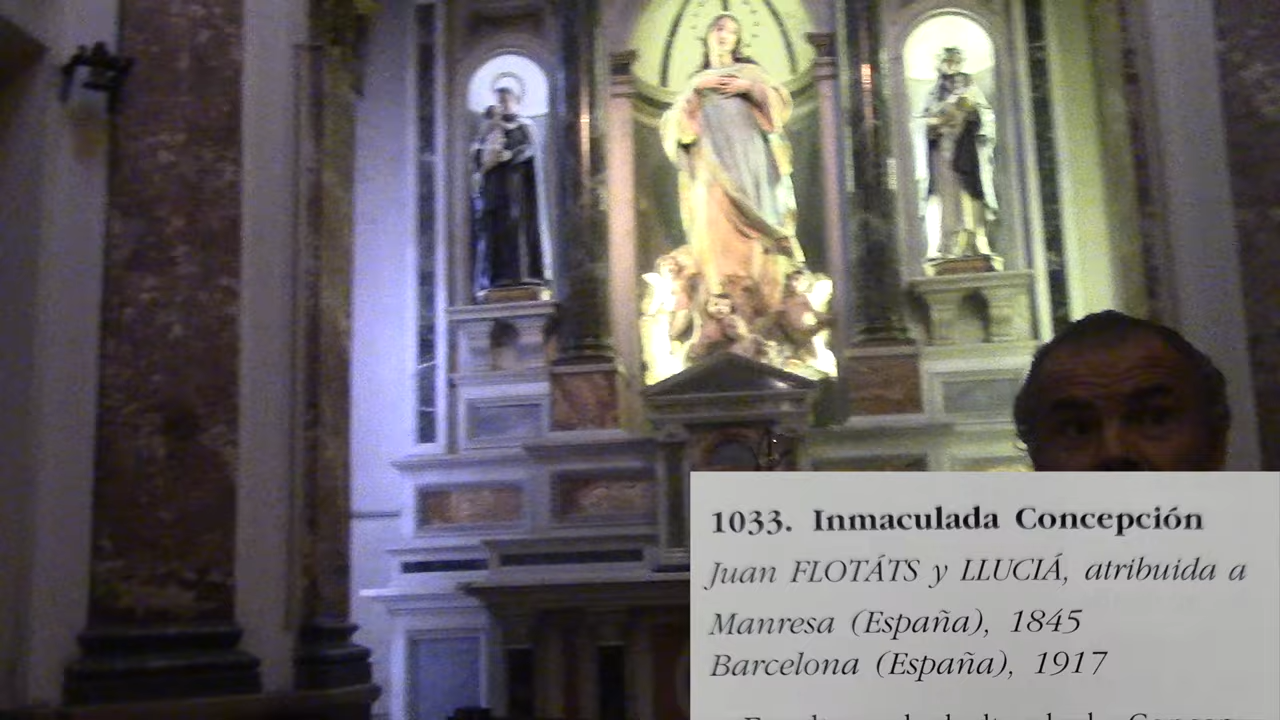 1033. Inmaculada Concepción
Juan FLOTÁTS y LLUCIÁ, atribuida a
Manresa (España), 1845
Barcelona (España), 1917